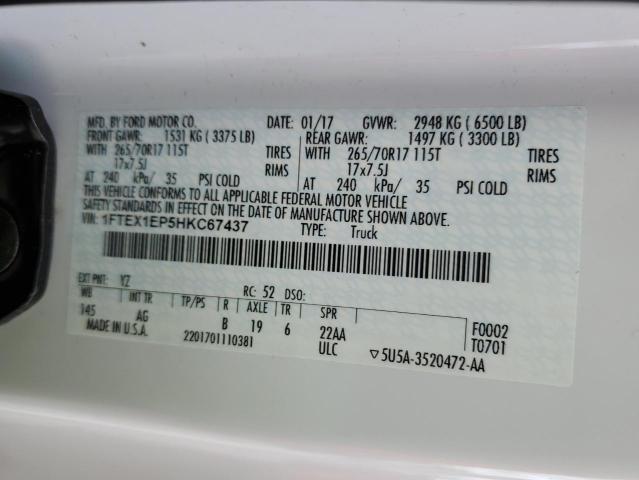 MFD. BY FORD MOTOR CO. DATE: 01/17 GVWR: 2948 KG ( 6500 LB)
FRONT GAWR: 1531 KG ( 3375 LB) REAR GAWR: 1497 KG ( 3300 LB)
WITH 265/70R17 115T TIRES WITH 265/70R17 115T TIRES
17x7.5J RIMS 17x7.5J RIMS
AT 240 kPa/ 35 PSI COLD AT 240 kPa/ 35 PSI COLD
THIS VEHICLE CONFORMS TO ALL APPLICABLE FEDERAL MOTOR VEHICLE
SAFETY STANDARDS IN EFFECT ON THE DATE OF MANUFACTURE SHOWN ABOVE.
VIN: 1FTEX1EP5HKC67437 TYPE: Truck
EXT PNT: YZ RC: 52 DSO:
WB INT TR TP/PS R AXLE TR SPR F0002
145 AG B 19 6 22AA T0701
MADE IN U.S.A. 2201701110381 ULC ▽5U5A-3520472-AA